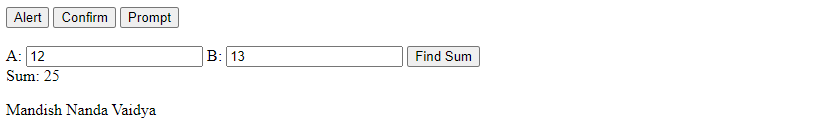 Alert Confirm Prompt
A: 12 B: 13 Find Sum
Sum: 25
Mandish Nanda Vaidya